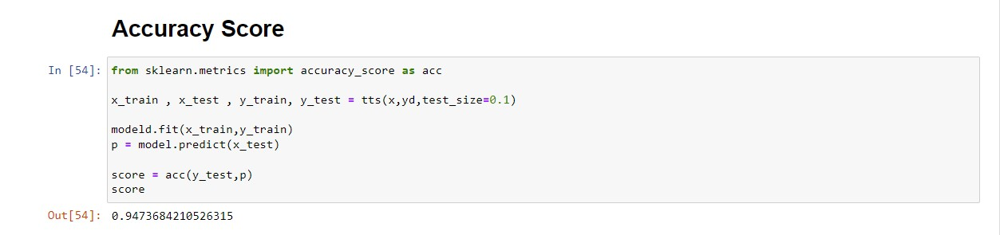 Accuracy Score
In [54]: from sklearn.metrics import accuracy_score as acc
x_train , x_test , y_train, y_test = tts(x,yd,test_size=0.1)
modeld.fit(x_train,y_train)
p = model.predict(x_test)
score = acc(y_test,p)
score
Out[54]: 0.9473684210526315